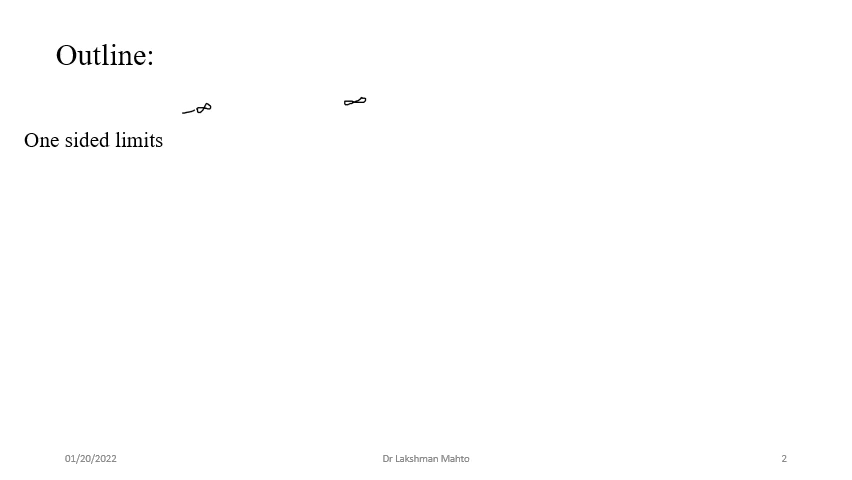 Outline:
-∞ ∞
One sided limits
01/20/2022 Dr Lakshman Mahto 2